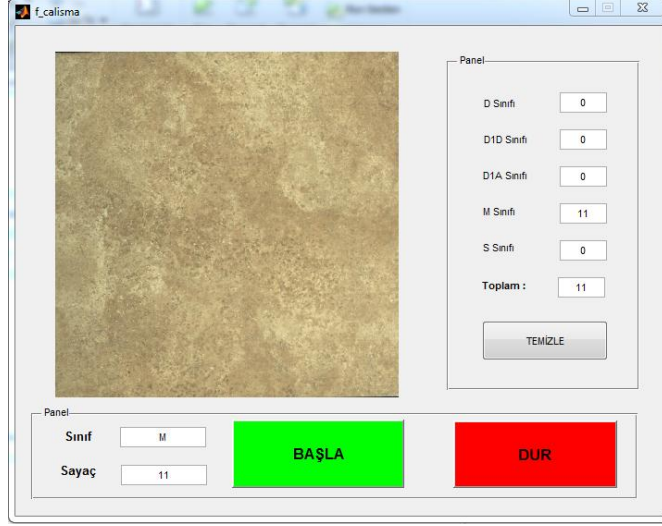 f_calisma
Panel
D Sınıfı 0
D1D Sınıfı 0
D1A Sınıfı 0
M Sınıfı 11
S Sınıfı 0
Toplam : 11
TEMİZLE
Panel
Sınıf M
Sayaç 11
BAŞLA
DUR